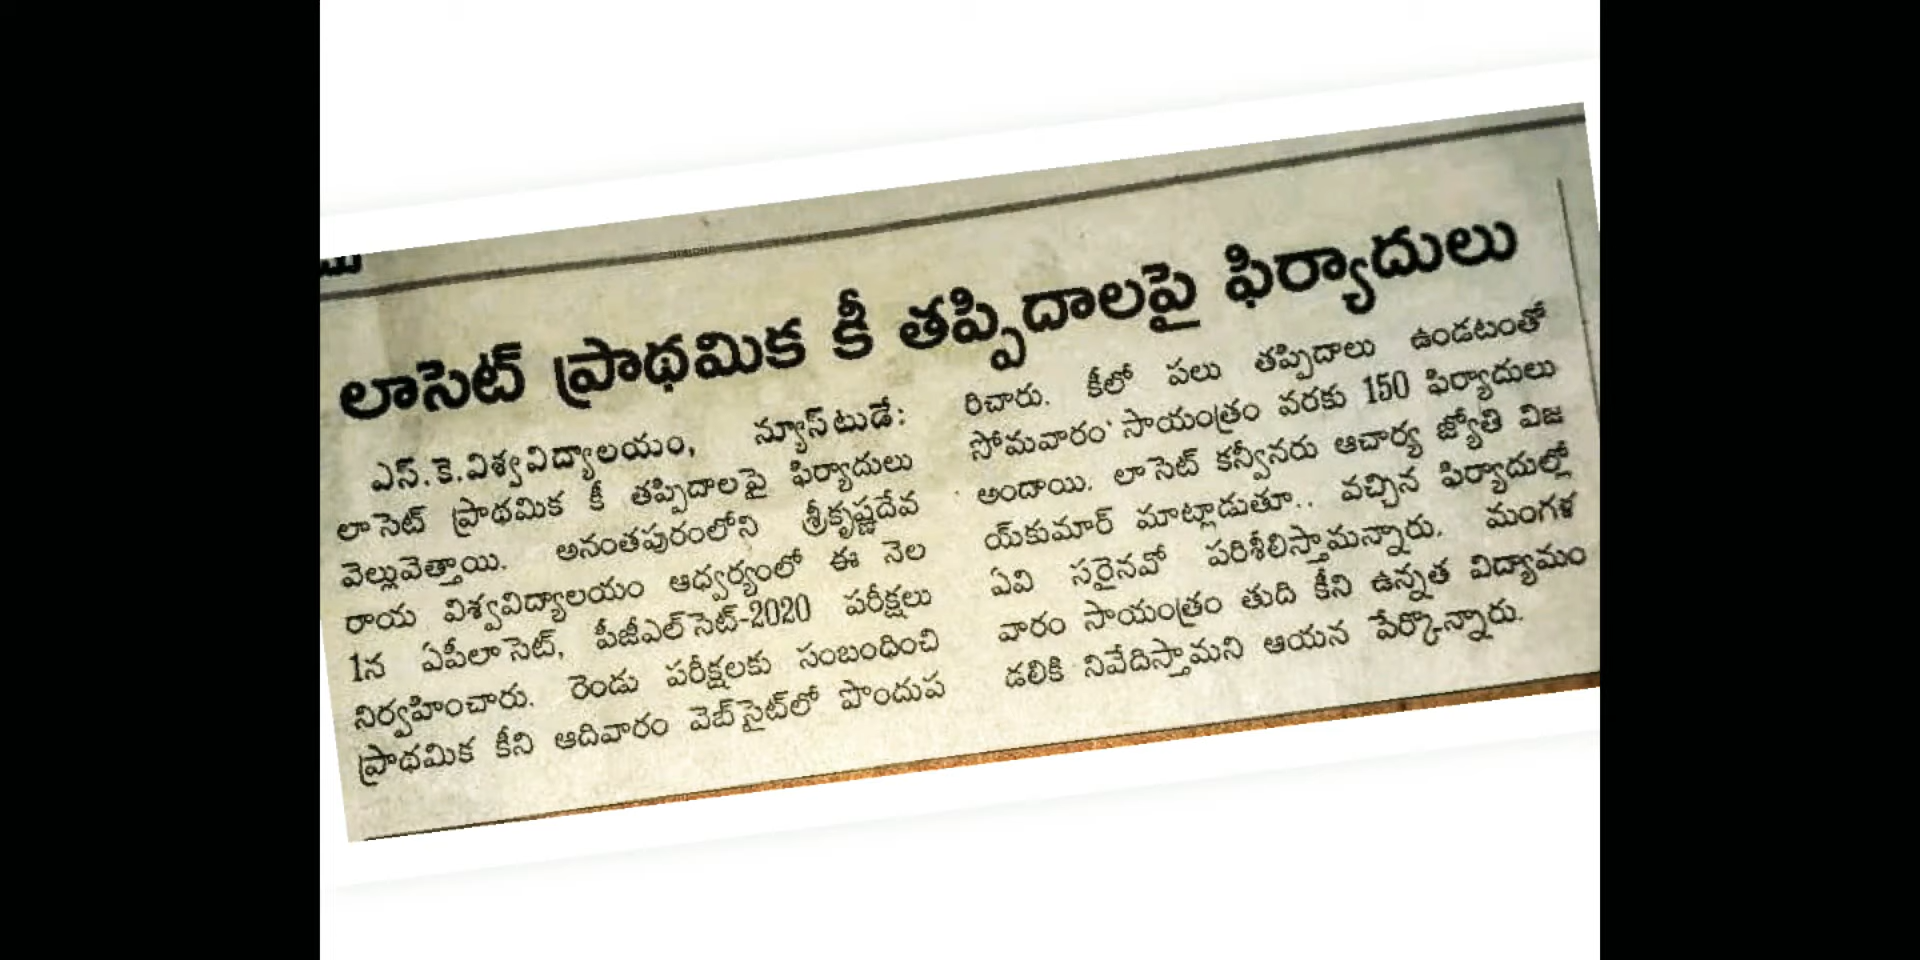 లాసెట్ ప్రాథమిక కీ తప్పిదాలపై ఫిర్యాదులు
ఎస్.కె.విశ్వవిద్యాలయం, న్యూస్‌టుడే:
లాసెట్ ప్రాథమిక కీ తప్పిదాలపై ఫిర్యాదులు
వెల్లువెత్తాయి. అనంతపురంలోని శ్రీకృష్ణదేవ
రాయ విశ్వవిద్యాలయం ఆధ్వర్యంలో ఈ నెల
1న ఏపీలాసెట్, పీజీఎల్‌సెట్-2020 పరీక్షలు
నిర్వహించారు. రెండు పరీక్షలకు సంబంధించి
ప్రాథమిక కీని ఆదివారం వెబ్‌సైట్‌లో పొందుప
రిచారు. కీలో పలు తప్పిదాలు ఉండటంతో
సోమవారం సాయంత్రం వరకు 150 ఫిర్యాదులు
అందాయి. లాసెట్ కన్వీనరు ఆచార్య జ్యోతి విజ
య్‌కుమార్ మాట్లాడుతూ.. వచ్చిన ఫిర్యాదుల్లో
ఏవి సరైనవో పరిశీలిస్తామన్నారు. మంగళ
వారం సాయంత్రం తుది కీని ఉన్నత విద్యామం
డలికి నివేదిస్తామని ఆయన పేర్కొన్నారు.